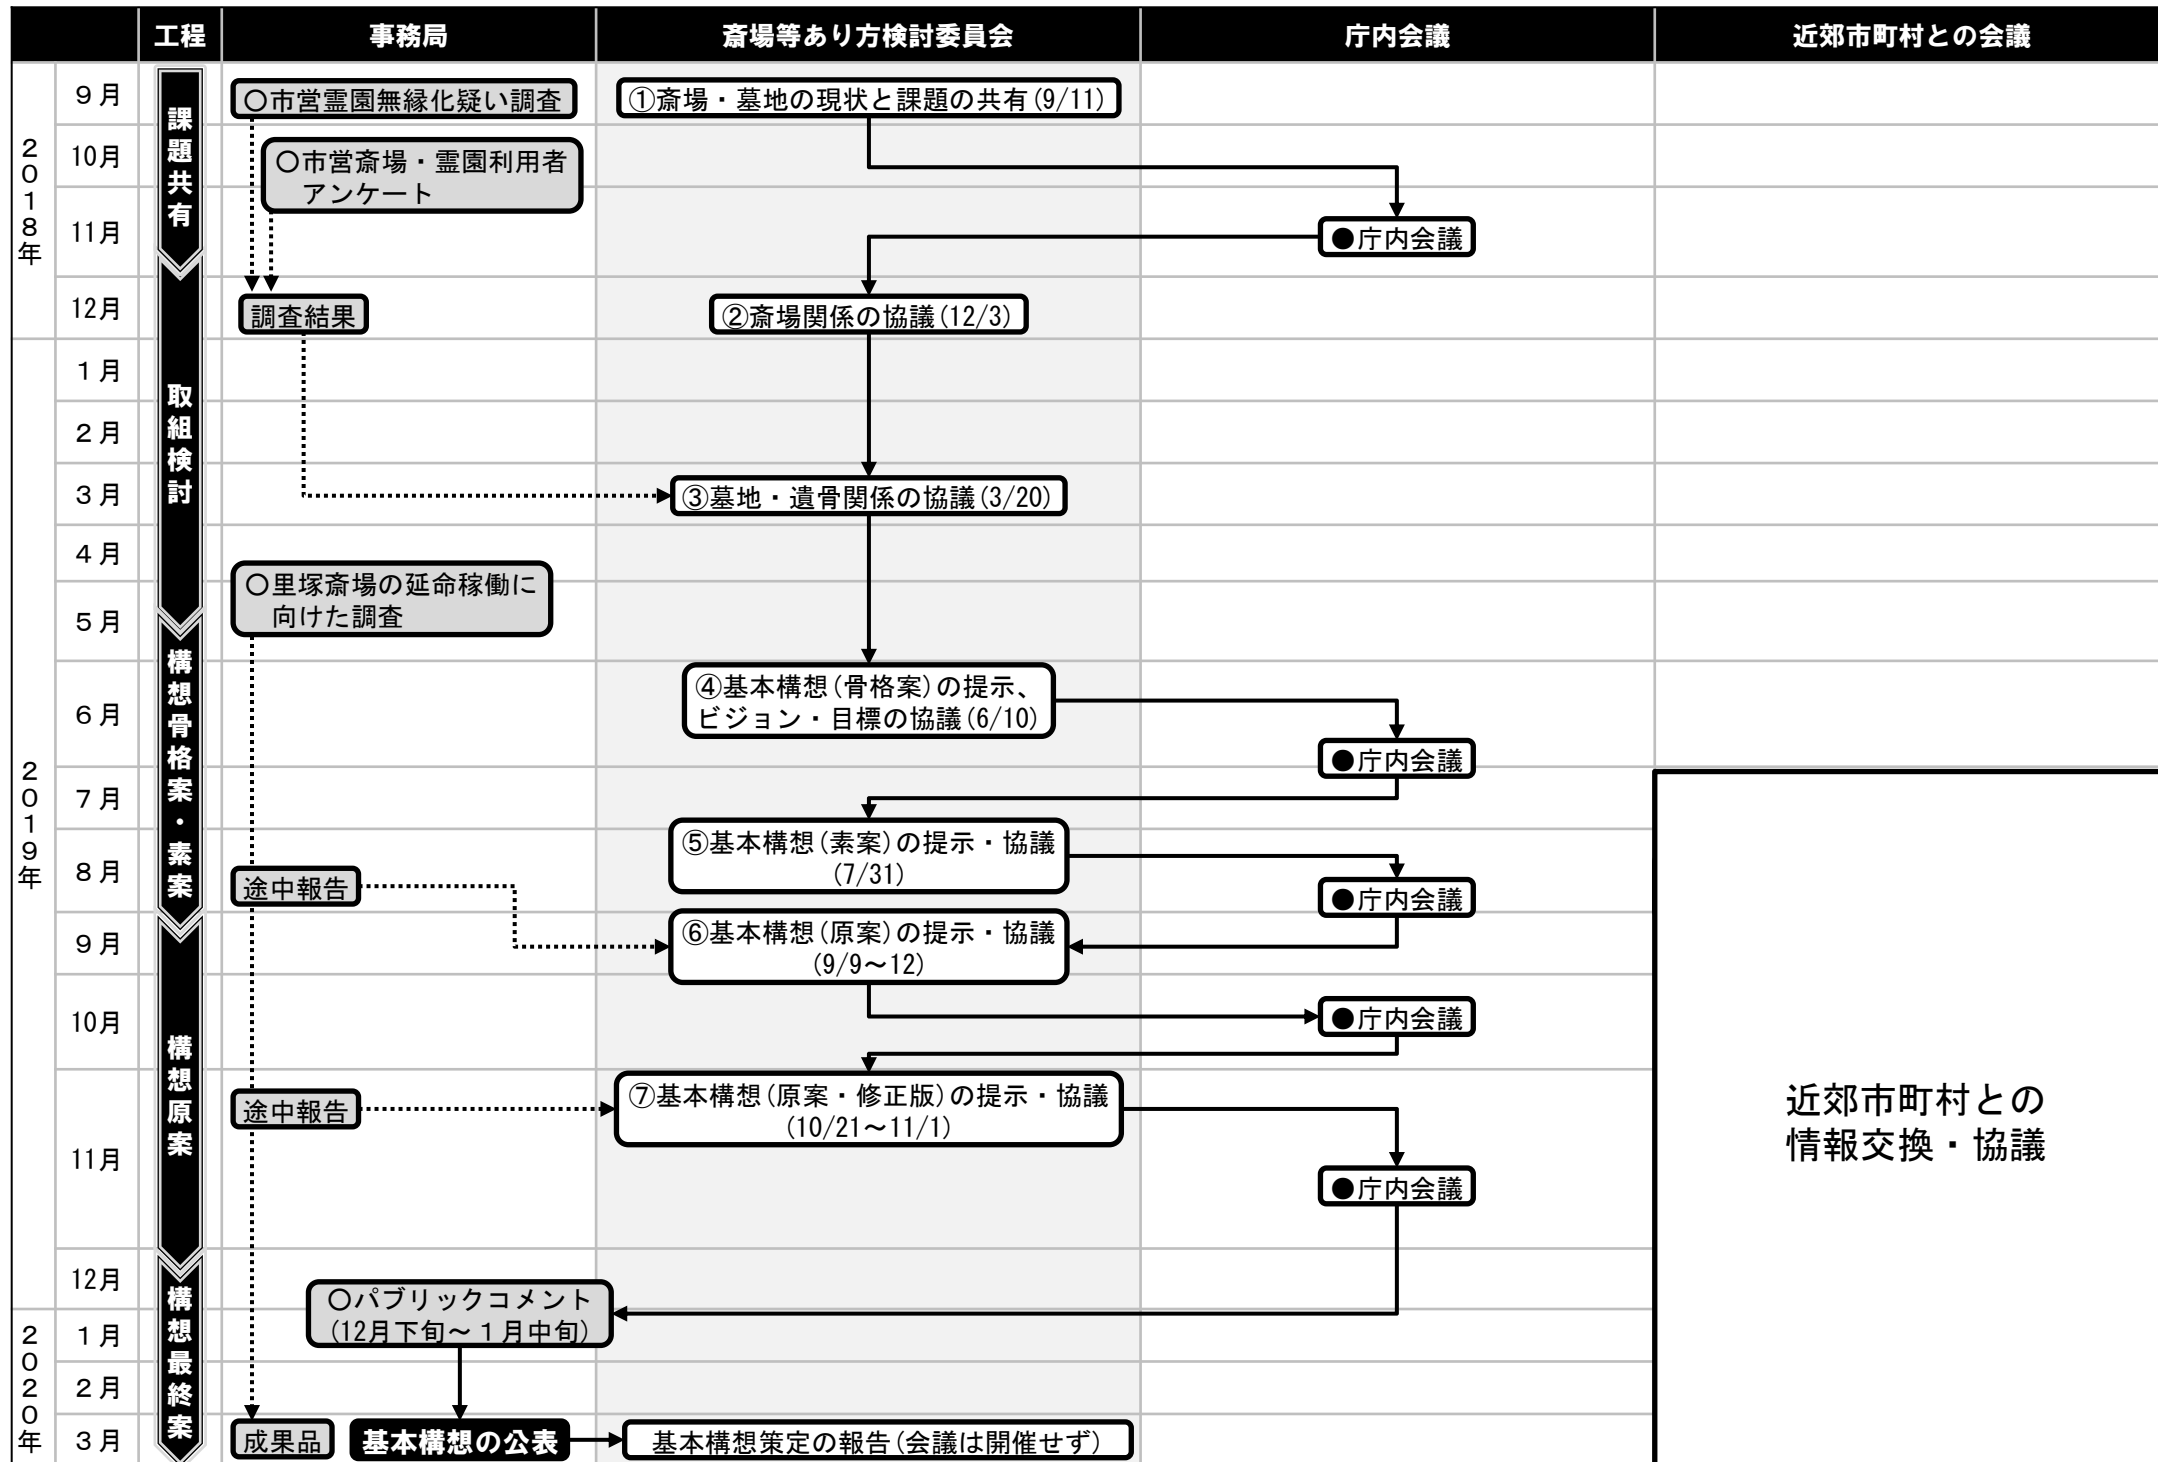 工程
事務局
斎場等あり方検討委員会
庁内会議
近郊市町村との会議
2018年
9月
10月
11月
12月
2019年
1月
2月
3月
4月
5月
6月
7月
8月
9月
10月
11月
12月
2020年
1月
2月
3月
課題共有
取組検討
構想骨格案・素案
構想原案
構想最終案
〇市営霊園無縁化疑い調査
〇市営斎場・霊園利用者
アンケート
調査結果
〇里塚斎場の延命稼働に
向けた調査
途中報告
途中報告
〇パブリックコメント
(12月下旬～１月中旬)
成果品
基本構想の公表
①斎場・墓地の現状と課題の共有(9/11)
②斎場関係の協議(12/3)
③墓地・遺骨関係の協議(3/20)
④基本構想(骨格案)の提示、
ビジョン・目標の協議(6/10)
⑤基本構想(素案)の提示・協議
(7/31)
⑥基本構想(原案)の提示・協議
(9/9～12)
⑦基本構想(原案・修正版)の提示・協議
(10/21～11/1)
基本構想策定の報告(会議は開催せず)
●庁内会議
●庁内会議
●庁内会議
●庁内会議
●庁内会議
近郊市町村との
情報交換・協議